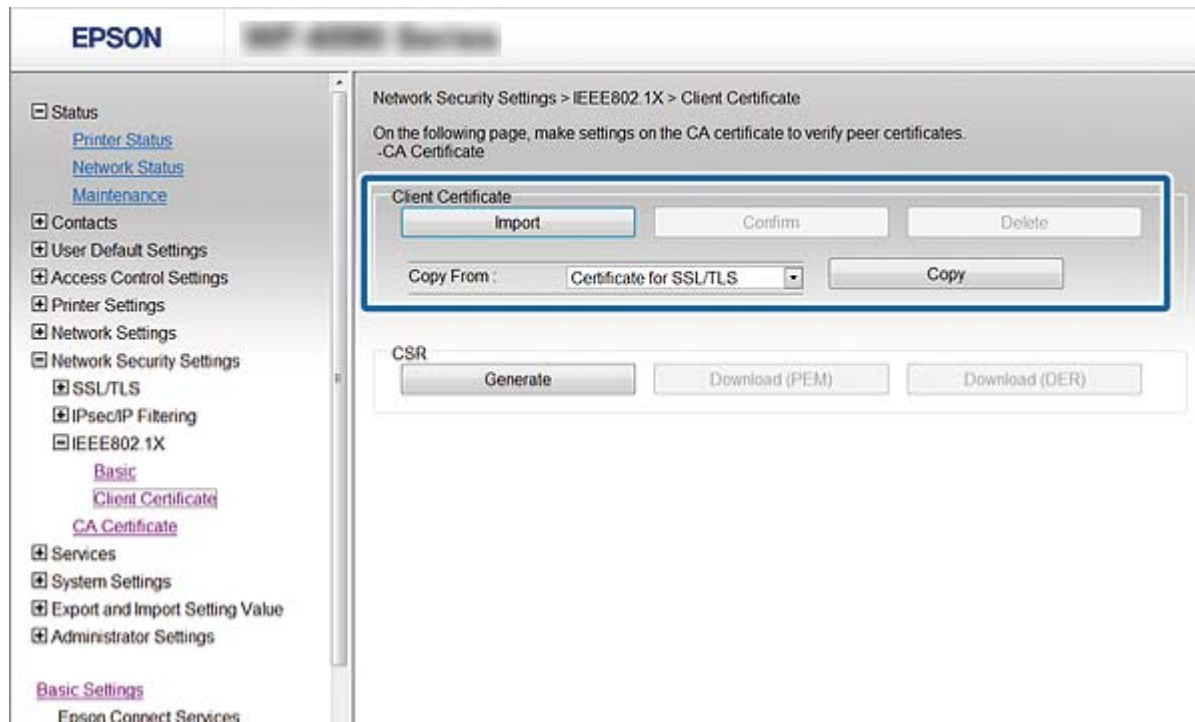 EPSON
Status
Printer Status
Network Status
Maintenance
Contacts
User Default Settings
Access Control Settings
Printer Settings
Network Settings
Network Security Settings
SSL/TLS
IPsec/IP Filtering
IEEE802.1X
Basic
Client Certificate
CA Certificate
Services
System Settings
Export and Import Setting Value
Administrator Settings
Basic Settings
Epson Connect Services
Network Security Settings > IEEE802.1X > Client Certificate
On the following page, make settings on the CA certificate to verify peer certificates.
-CA Certificate
Client Certificate
Import Confirm Delete
Copy From : Certificate for SSL/TLS Copy
CSR
Generate Download (PEM) Download (DER)